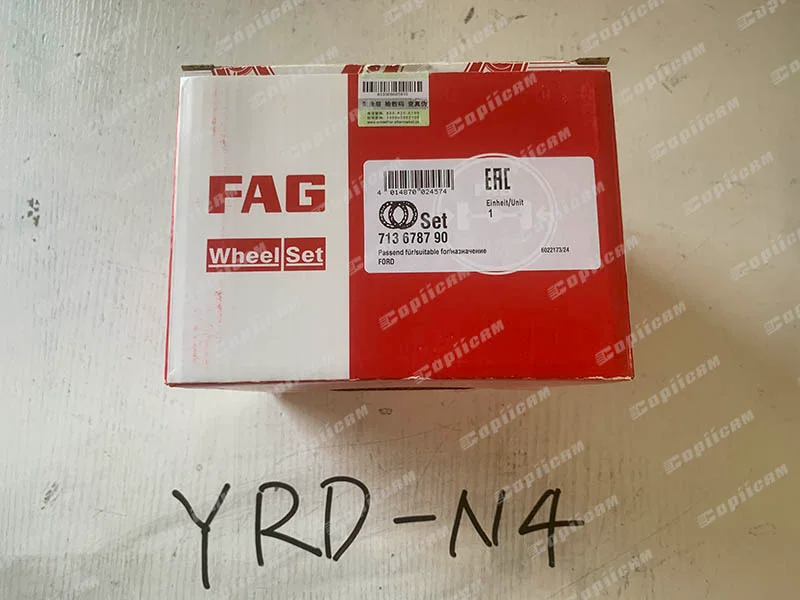 FAG
Wheel Set
4 014870 024574
EAC
Einheit/Unit
1
Set
713 6787 90
Passend für/suitable for/назначение
FORD
6022173/24
YRD-N4
Copiicam